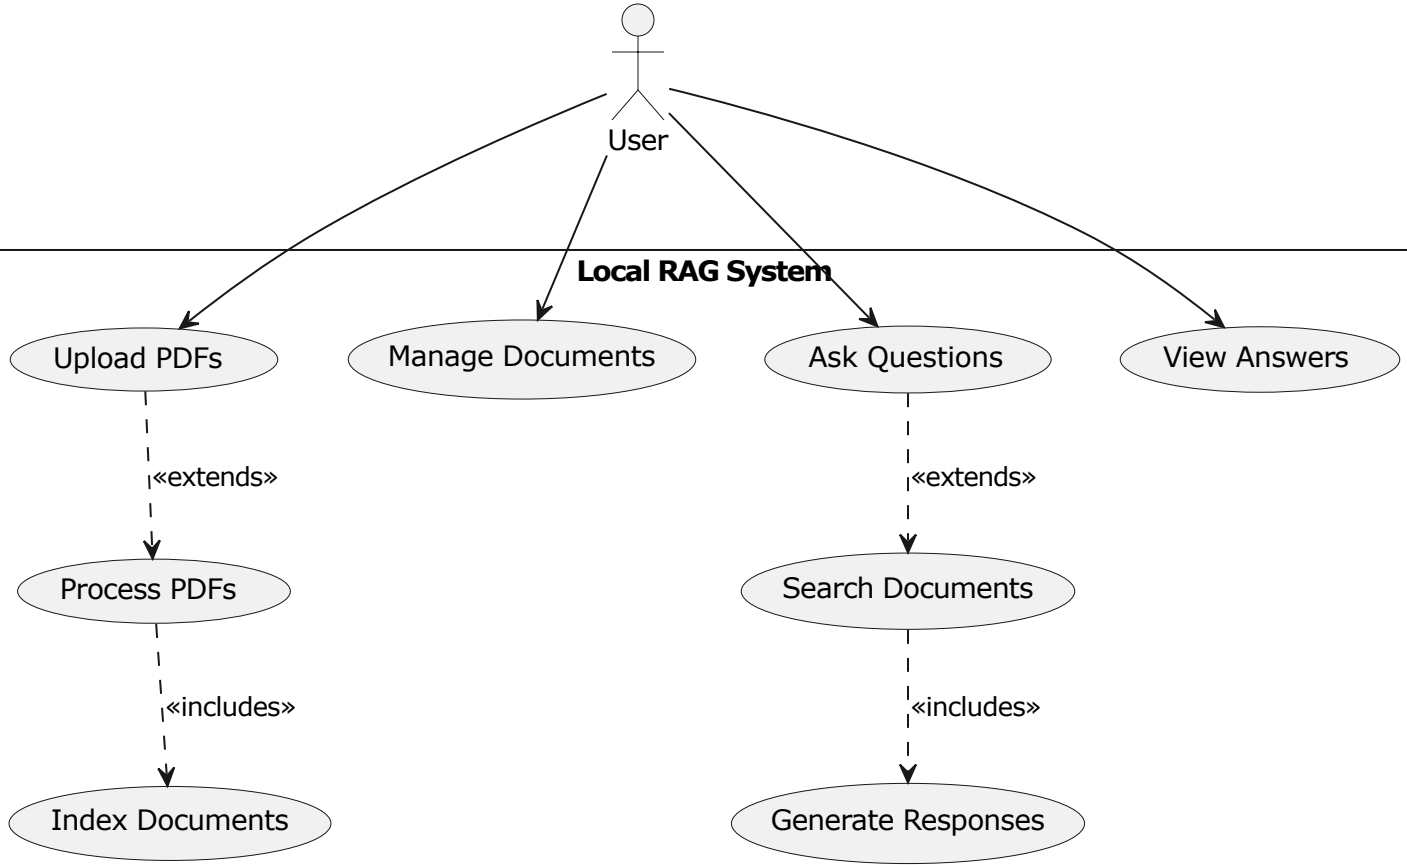 User
Local RAG System
Upload PDFs
Manage Documents
Ask Questions
View Answers
«extends»
«extends»
Process PDFs
Search Documents
«includes»
«includes»
Index Documents
Generate Responses